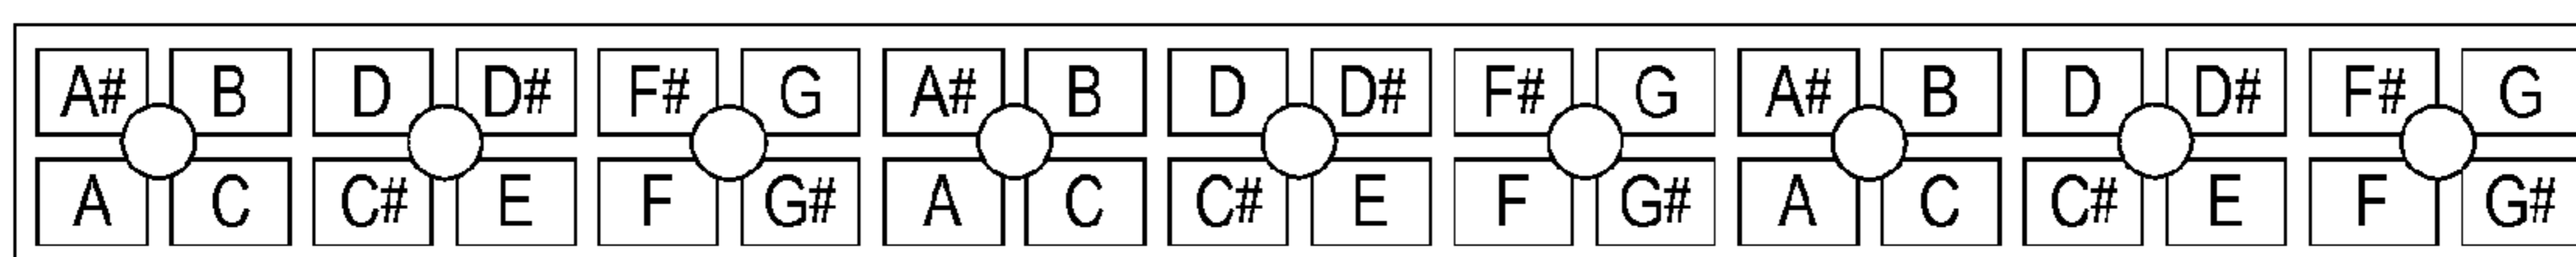 A# B D D# F# G A# B D D# F# G A# B D D# F# G
A C C# E F G# A C C# E F G# A C C# E F G#